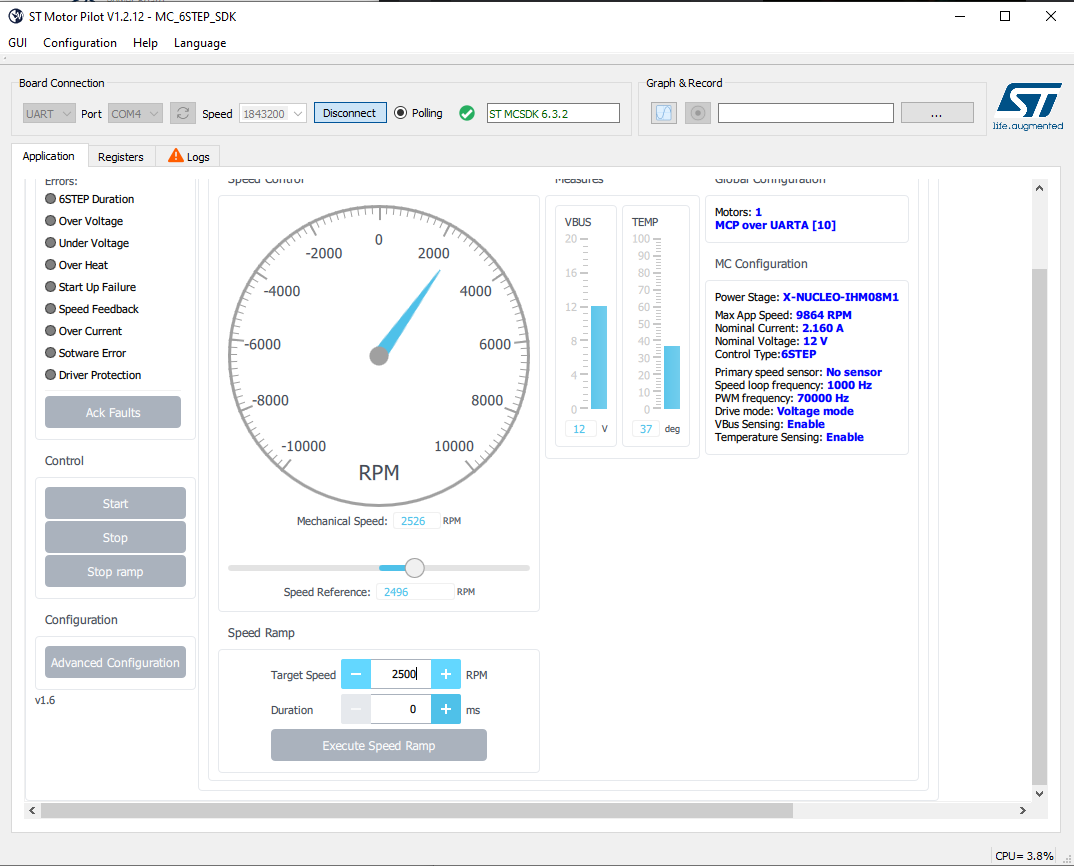 ST Motor Pilot V1.2.12 - MC_6STEP_SDK
GUI Configuration Help Language
Board Connection
UART Port COM4 Speed 1843200 Disconnect Polling ST MCSDK 6.3.2
Graph & Record
...
ST
life.augmented
Application Registers Logs
Errors:
6STEP Duration
Over Voltage
Under Voltage
Over Heat
Start Up Failure
Speed Feedback
Over Current
Sotware Error
Driver Protection
Ack Faults
Control
Start
Stop
Stop ramp
Configuration
Advanced Configuration
v1.6
Speed Control
0
-2000 2000
-4000 4000
-6000 6000
-8000 8000
-10000 10000
RPM
Mechanical Speed: 2526 RPM
Speed Reference: 2496 RPM
Speed Ramp
Target Speed − 2500 + RPM
Duration − 0 + ms
Execute Speed Ramp
Measures
VBUS
20
16
12
8
4
0
12 V
TEMP
100
90
80
70
60
50
40
30
20
10
0
37 deg
Global Configuration
Motors: 1
MCP over UARTA [10]
MC Configuration
Power Stage: X-NUCLEO-IHM08M1
Max App Speed: 9864 RPM
Nominal Current: 2.160 A
Nominal Voltage: 12 V
Control Type:6STEP
Primary speed sensor: No sensor
Speed loop frequency: 1000 Hz
PWM frequency: 70000 Hz
Drive mode: Voltage mode
VBus Sensing: Enable
Temperature Sensing: Enable
CPU= 3.8%